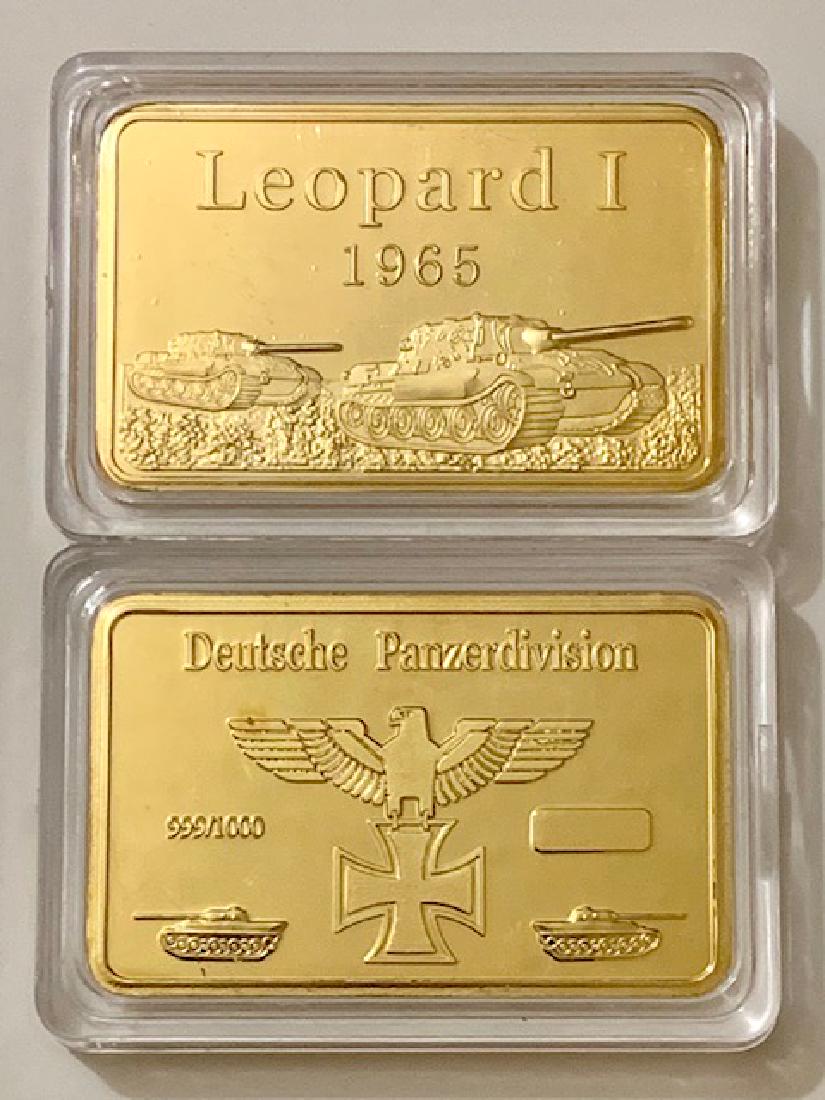 Leopard I
1965
Deutsche Panzerdivision
999/1000